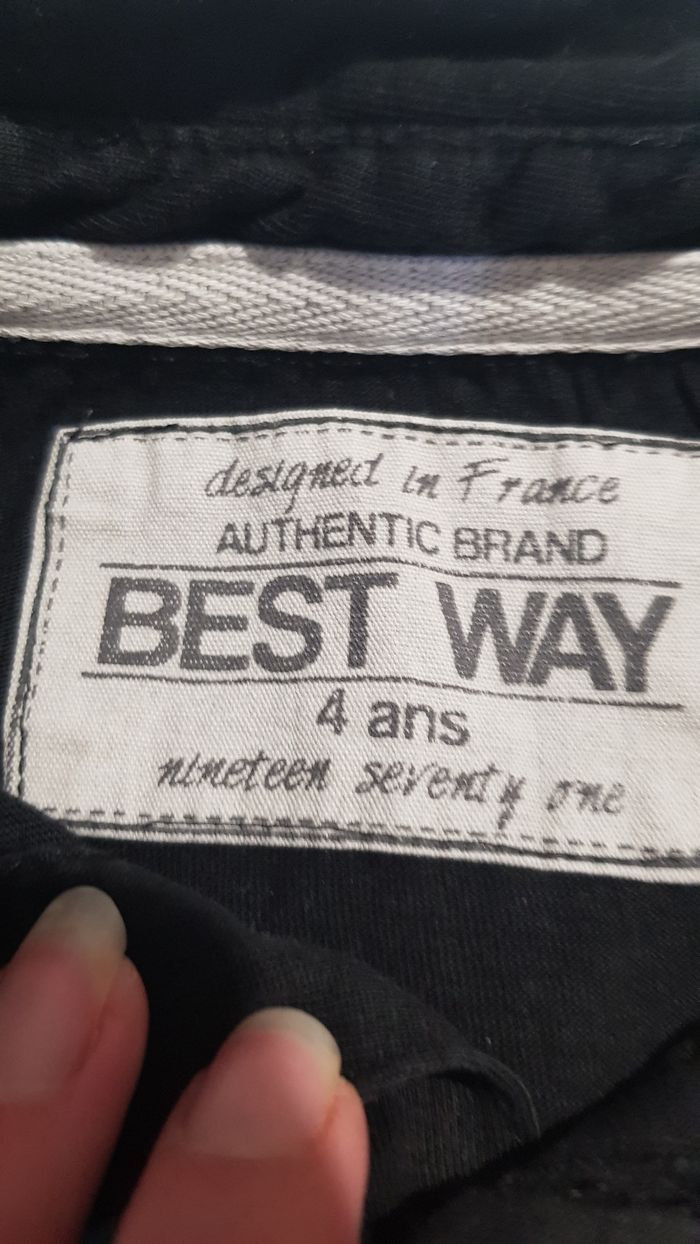 designed in France
AUTHENTIC BRAND
BEST WAY
4 ans
nineteen seventy one